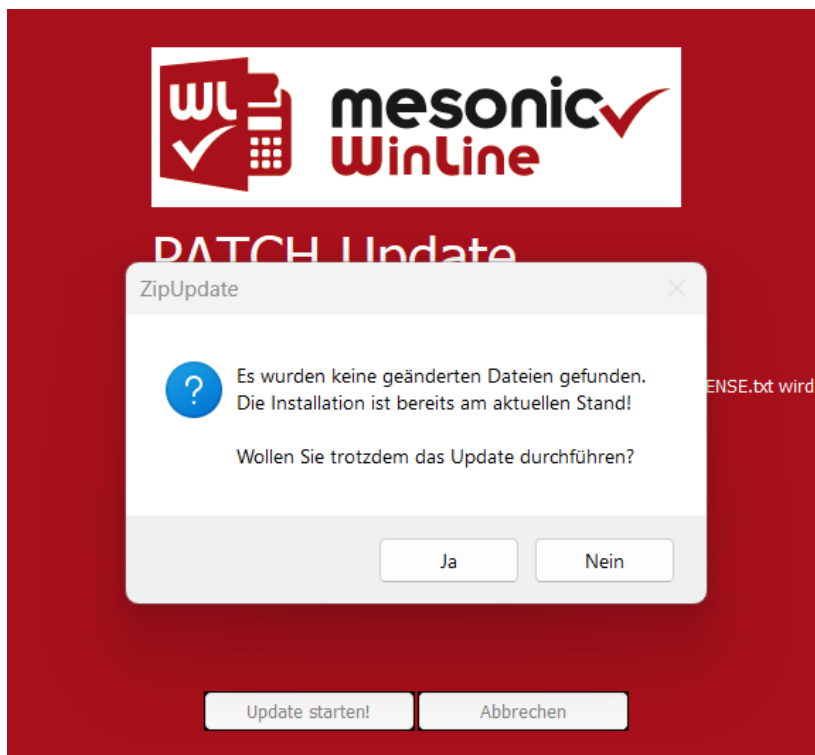 WL
mesonic
WinLine
PATCH Update
ZipUpdate
Es wurden keine geänderten Dateien gefunden.
Die Installation ist bereits am aktuellen Stand!
ENSE.txt wird
Wollen Sie trotzdem das Update durchführen?
Ja
Nein
Update starten!
Abbrechen